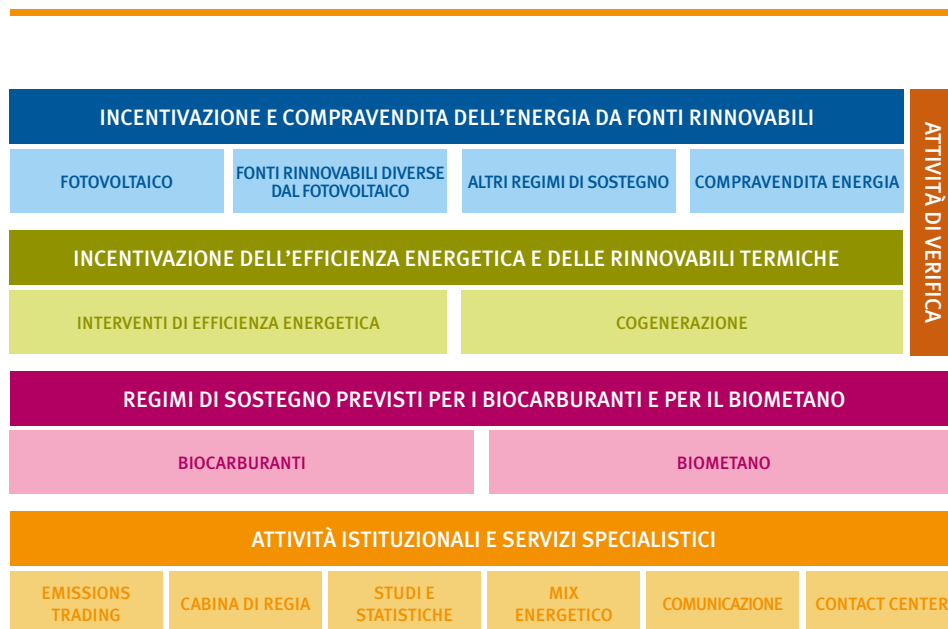 INCENTIVAZIONE E COMPRAVENDITA DELL’ENERGIA DA FONTI RINNOVABILI
FOTOVOLTAICO
FONTI RINNOVABILI DIVERSE
DAL FOTOVOLTAICO
ALTRI REGIMI DI SOSTEGNO
COMPRAVENDITA ENERGIA
ATTIVITÀ DI VERIFICA
INCENTIVAZIONE DELL’EFFICIENZA ENERGETICA E DELLE RINNOVABILI TERMICHE
INTERVENTI DI EFFICIENZA ENERGETICA
COGENERAZIONE
REGIMI DI SOSTEGNO PREVISTI PER I BIOCARBURANTI E PER IL BIOMETANO
BIOCARBURANTI
BIOMETANO
ATTIVITÀ ISTITUZIONALI E SERVIZI SPECIALISTICI
EMISSIONS
TRADING
CABINA DI REGIA
STUDI E
STATISTICHE
MIX
ENERGETICO
COMUNICAZIONE
CONTACT CENTER